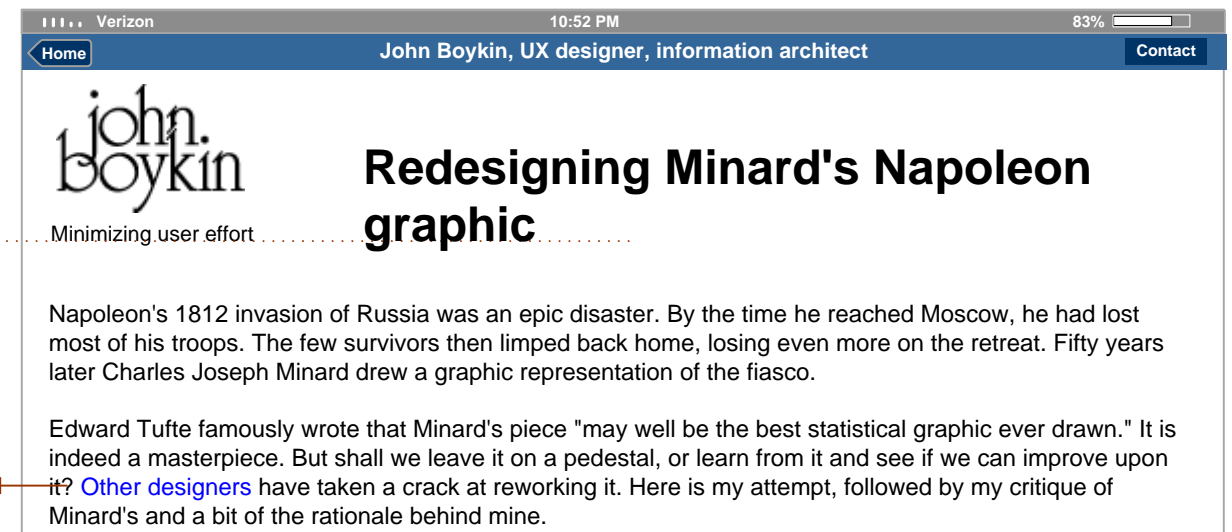 Verizon 10:52 PM 83%
Home John Boykin, UX designer, information architect Contact
john.
boykin
Redesigning Minard's Napoleon
graphic
Minimizing user effort
Napoleon's 1812 invasion of Russia was an epic disaster. By the time he reached Moscow, he had lost
most of his troops. The few survivors then limped back home, losing even more on the retreat. Fifty years
later Charles Joseph Minard drew a graphic representation of the fiasco.
Edward Tufte famously wrote that Minard's piece "may well be the best statistical graphic ever drawn." It is
indeed a masterpiece. But shall we leave it on a pedestal, or learn from it and see if we can improve upon
it? Other designers have taken a crack at reworking it. Here is my attempt, followed by my critique of
Minard's and a bit of the rationale behind mine.